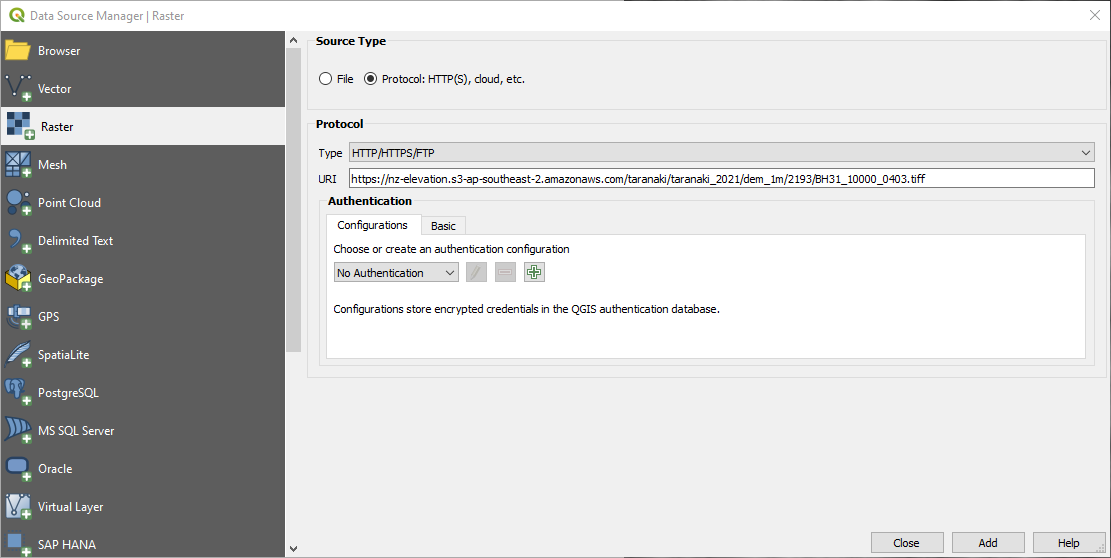 Data Source Manager | Raster
Browser
Vector
Raster
Mesh
Point Cloud
Delimited Text
GeoPackage
GPS
SpatiaLite
PostgreSQL
MS SQL Server
Oracle
Virtual Layer
SAP HANA
Source Type
File Protocol: HTTP(S), cloud, etc.
Protocol
Type HTTP/HTTPS/FTP
URI https://nz-elevation.s3-ap-southeast-2.amazonaws.com/taranaki/taranaki_2021/dem_1m/2193/BH31_10000_0403.tiff
Authentication
Configurations Basic
Choose or create an authentication configuration
No Authentication
Configurations store encrypted credentials in the QGIS authentication database.
Close Add Help